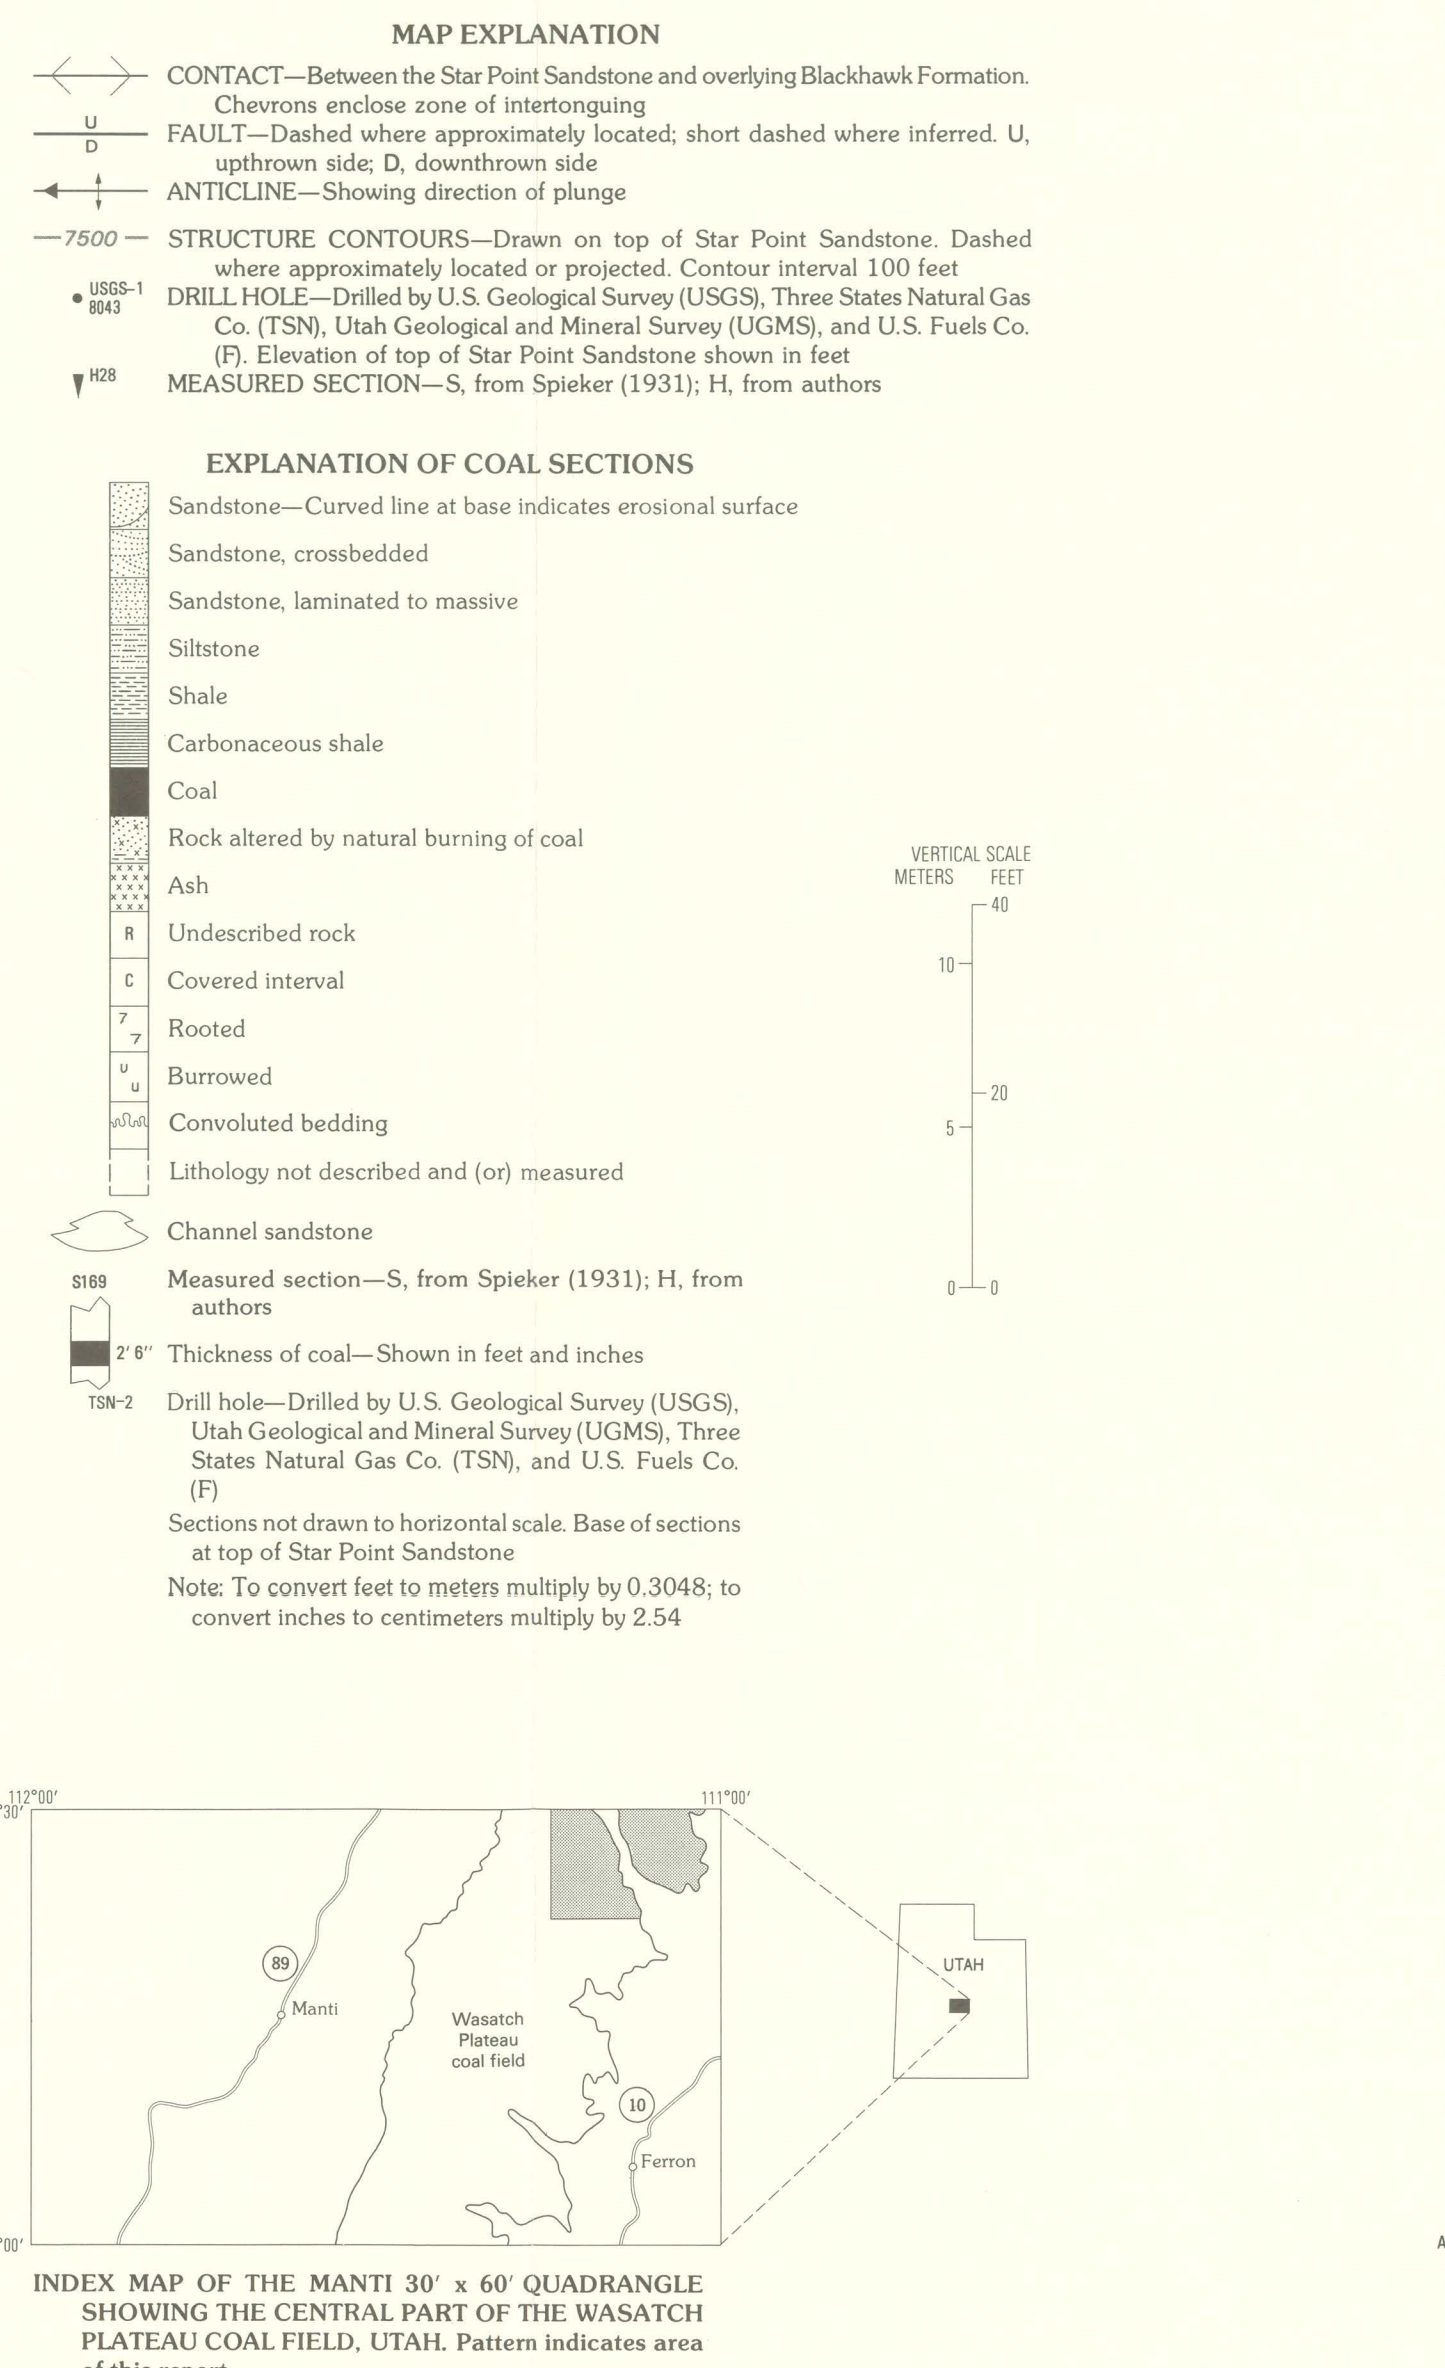 MAP EXPLANATION
CONTACT—Between the Star Point Sandstone and overlying Blackhawk Formation.
Chevrons enclose zone of intertonguing
U
D
FAULT—Dashed where approximately located; short dashed where inferred. U,
upthrown side; D, downthrown side
ANTICLINE—Showing direction of plunge
7500
STRUCTURE CONTOURS—Drawn on top of Star Point Sandstone. Dashed
where approximately located or projected. Contour interval 100 feet
USGS-1
8043
DRILL HOLE—Drilled by U.S. Geological Survey (USGS), Three States Natural Gas
Co. (TSN), Utah Geological and Mineral Survey (UGMS), and U.S. Fuels Co.
(F). Elevation of top of Star Point Sandstone shown in feet
H28
MEASURED SECTION—S, from Spieker (1931); H, from authors
EXPLANATION OF COAL SECTIONS
Sandstone—Curved line at base indicates erosional surface
Sandstone, crossbedded
Sandstone, laminated to massive
Siltstone
Shale
Carbonaceous shale
Coal
Rock altered by natural burning of coal
Ash
R Undescribed rock
C Covered interval
Rooted
U
U
Burrowed
Convoluted bedding
Lithology not described and (or) measured
Channel sandstone
S169
Measured section—S, from Spieker (1931); H, from
authors
2' 6'' Thickness of coal—Shown in feet and inches
TSN-2
Drill hole—Drilled by U.S. Geological Survey (USGS),
Utah Geological and Mineral Survey (UGMS), Three
States Natural Gas Co. (TSN), and U.S. Fuels Co.
(F)
Sections not drawn to horizontal scale. Base of sections
at top of Star Point Sandstone
Note: To convert feet to meters multiply by 0.3048; to
convert inches to centimeters multiply by 2.54
VERTICAL SCALE
METERS FEET
40
10
20
5
0 0
112°00'
111°00'
°30'
89
Manti
Wasatch
Plateau
coal field
10
Ferron
°00'
UTAH
A
INDEX MAP OF THE MANTI 30' x 60' QUADRANGLE
SHOWING THE CENTRAL PART OF THE WASATCH
PLATEAU COAL FIELD, UTAH. Pattern indicates area
of this report